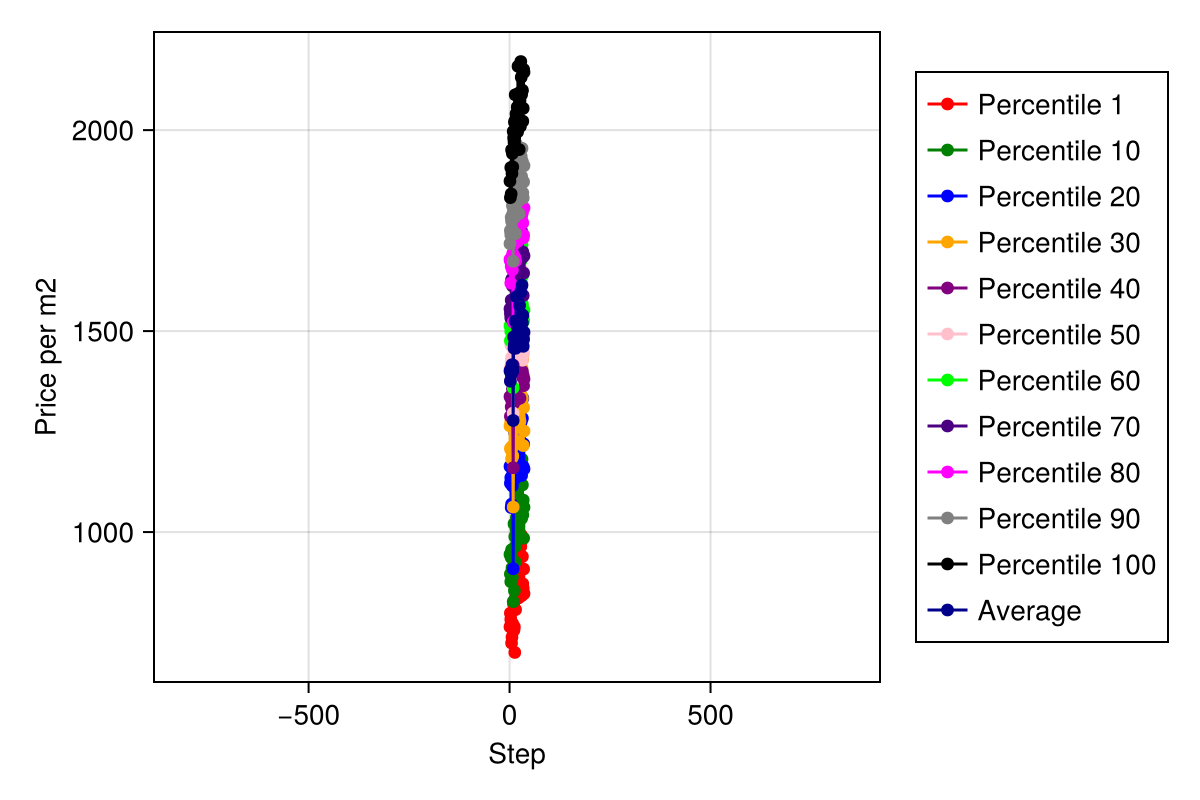 2000
1500
1000
Price per m2
−500
0
500
Step
Percentile 1
Percentile 10
Percentile 20
Percentile 30
Percentile 40
Percentile 50
Percentile 60
Percentile 70
Percentile 80
Percentile 90
Percentile 100
Average